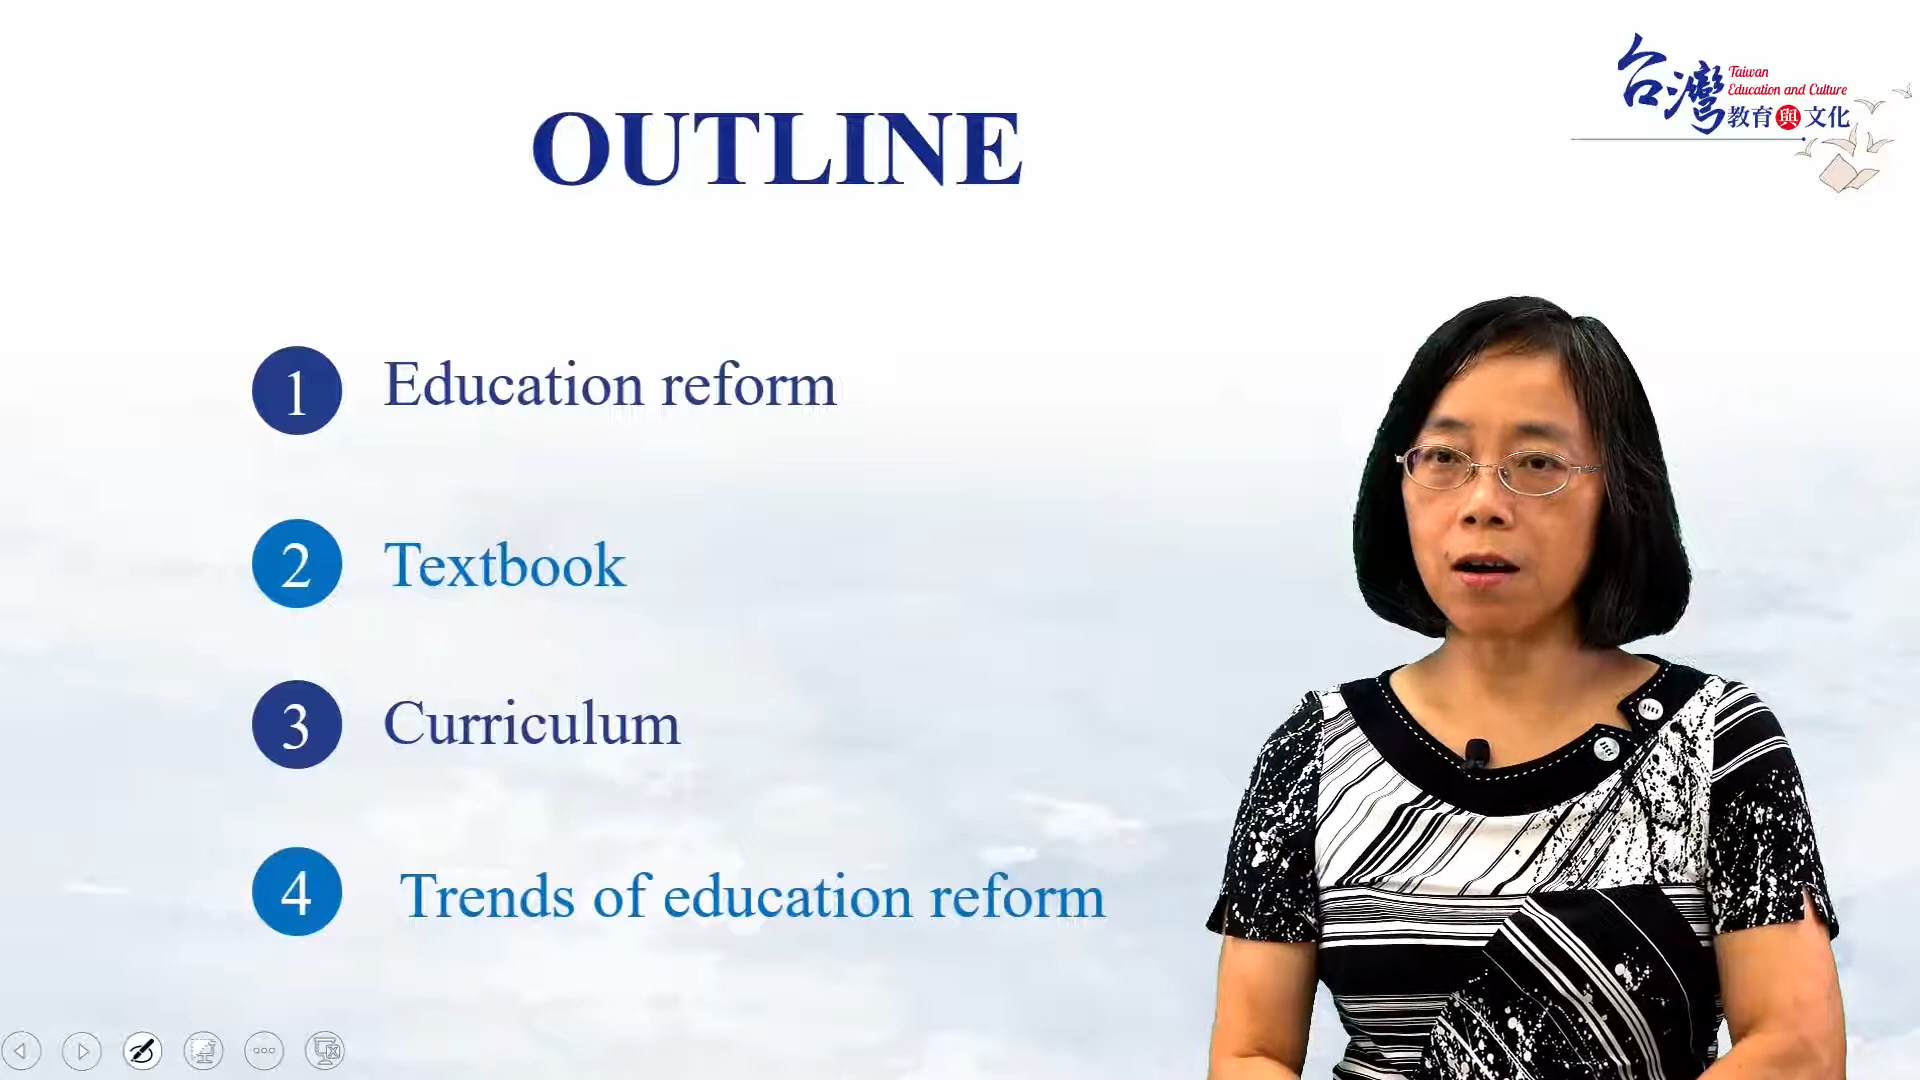 OUTLINE
台灣
Taiwan
Education and Culture
教育與文化
1 Education reform
2 Textbook
3 Curriculum
4 Trends of education reform